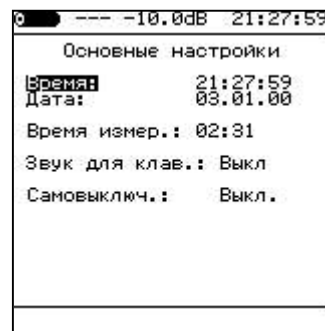 --- -10.0dB 21:27:59
Основные настройки
Время: 21:27:59
Дата: 03.01.00
Время измер.: 02:31
Звук для клав.: Выкл
Самовыключ.: Выкл.